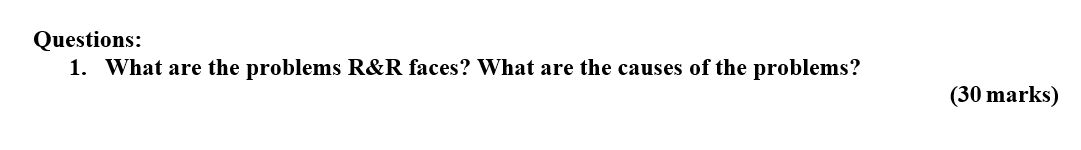 Questions:
1. What are the problems R&R faces? What are the causes of the problems?
(30 marks)